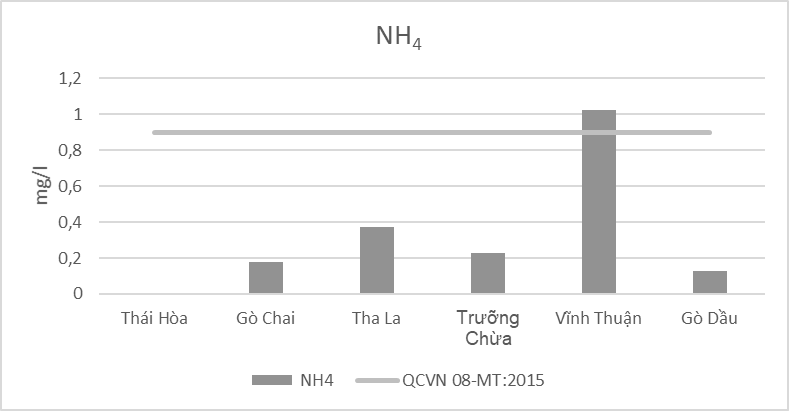 NH4
1,2
1
0,8
0,6
0,4
0,2
0
mg/l
Thái Hòa
Gò Chai
Tha La
Trưỡng
Chừa
Vĩnh Thuận
Gò Dầu
NH4
QCVN 08-MT:2015